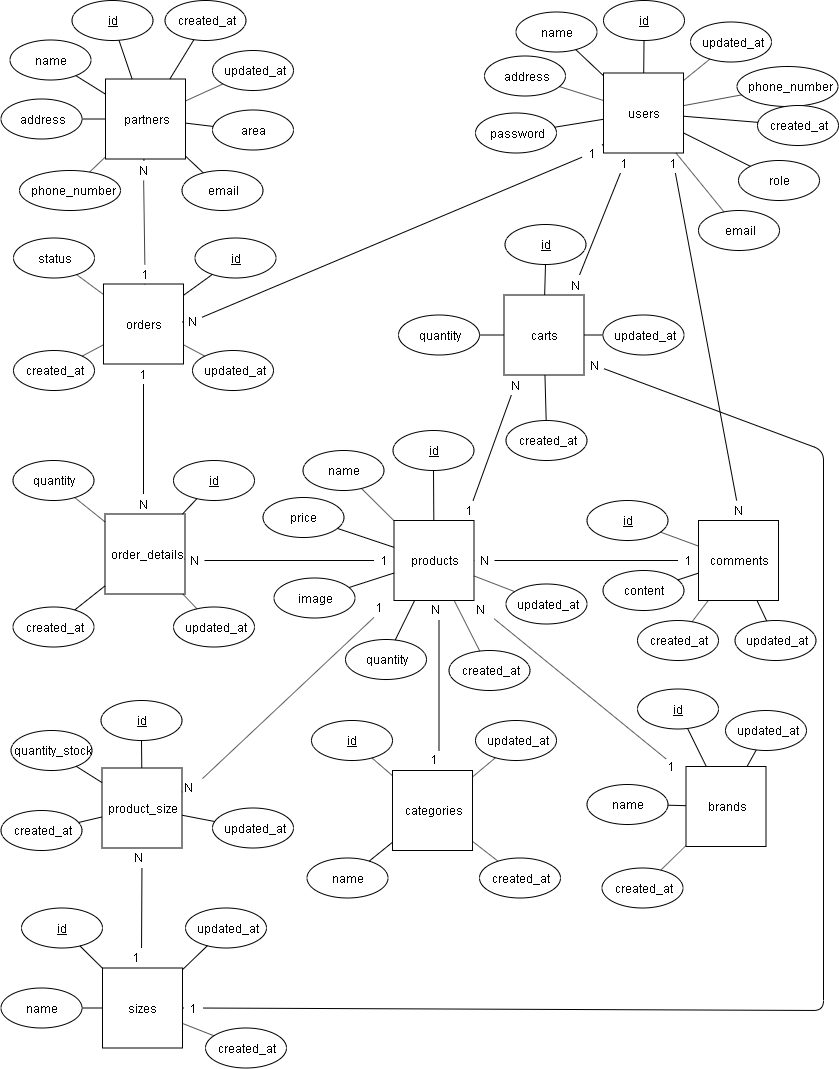 id
created_at
name
updated_at
address
partners
area
phone_number
email
N
1
id
name
updated_at
address
phone_number
users
created_at
password
role
email
1
1
1
status
id
orders
N
created_at
updated_at
1
N
id
N
quantity
carts
updated_at
N
N
created_at
quantity
id
order_details
N
created_at
updated_at
id
name
price
1
products
N
image
updated_at
quantity
created_at
1
1
N
N
N
id
1
comments
content
created_at
updated_at
id
quantity_stock
N
product_size
created_at
updated_at
N
1
id
updated_at
1
categories
name
created_at
id
updated_at
1
name
brands
created_at
id
updated_at
name
sizes
1
created_at